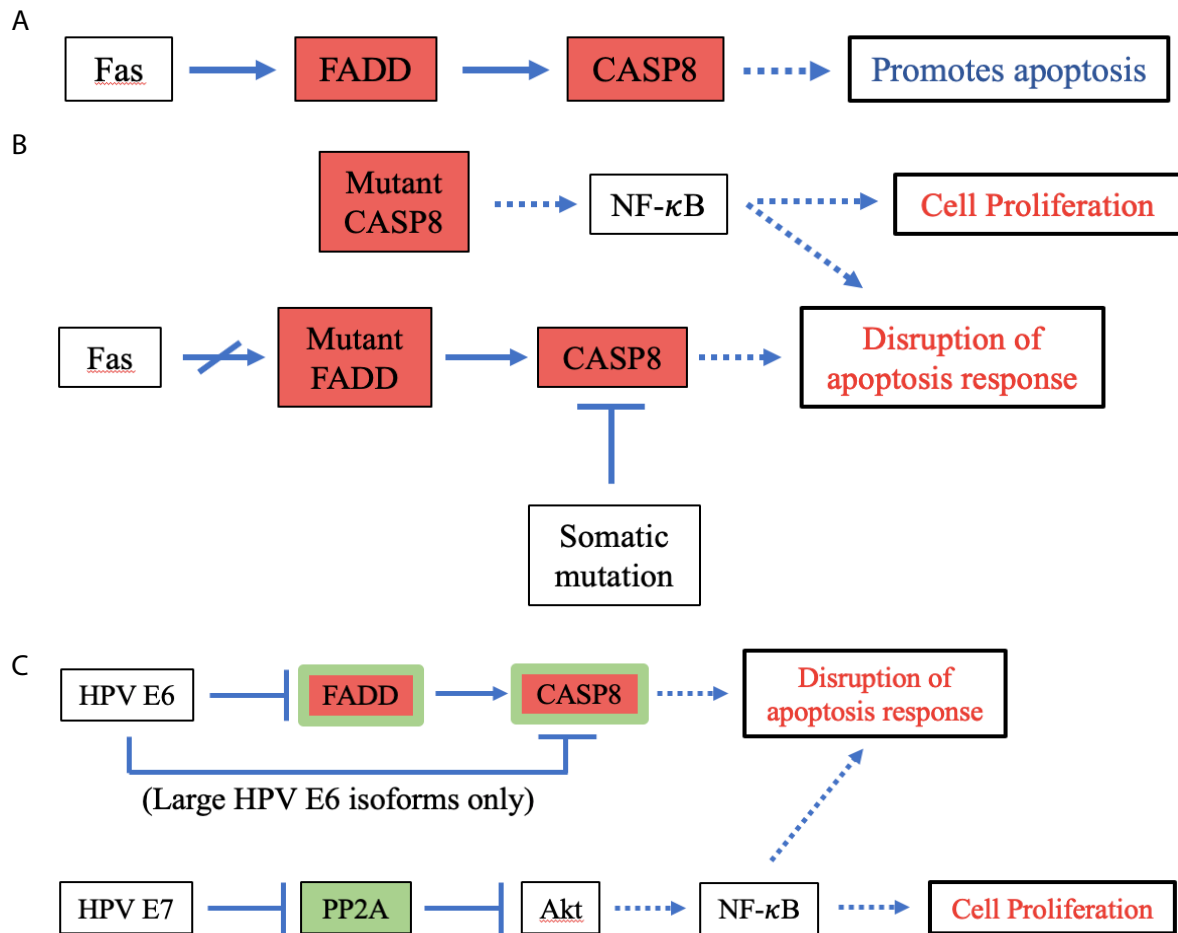 A
Fas
FADD
CASP8
Promotes apoptosis
B
Mutant
CASP8
NF-κB
Cell Proliferation
Fas
Mutant
FADD
CASP8
Disruption of
apoptosis response
Somatic
mutation
C
HPV E6
FADD
CASP8
Disruption of
apoptosis response
(Large HPV E6 isoforms only)
HPV E7
PP2A
Akt
NF-κB
Cell Proliferation